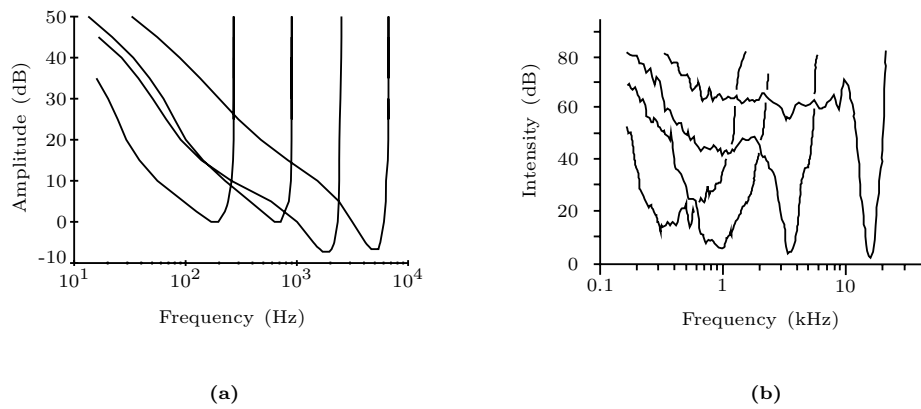 50
40
30
20
10
0
-10
Amplitude (dB)
10^1 10^2 10^3 10^4
Frequency (Hz)
(a)
80
60
40
20
0
Intensity (dB)
0.1 1 10
Frequency (kHz)
(b)